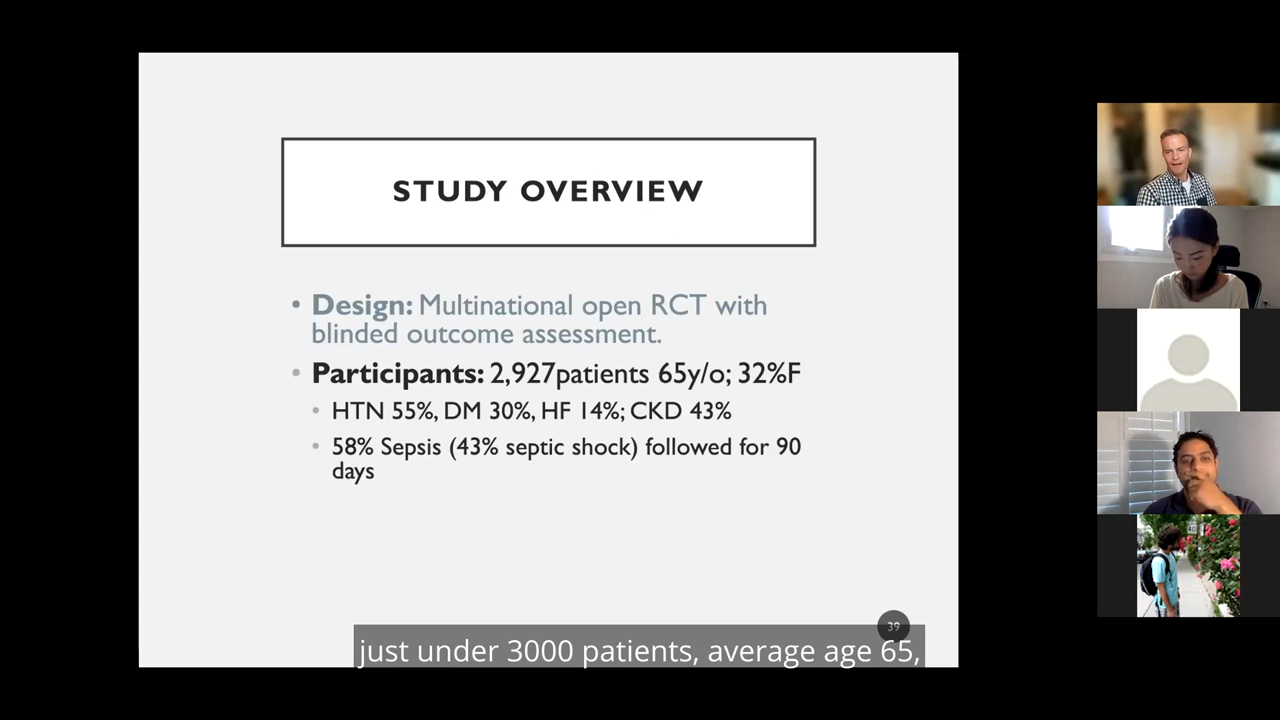 STUDY OVERVIEW
• Design: Multinational open RCT with
blinded outcome assessment.
• Participants: 2,927patients 65y/o; 32%F
• HTN 55%, DM 30%, HF 14%; CKD 43%
• 58% Sepsis (43% septic shock) followed for 90
days
39
just under 3000 patients, average age 65,